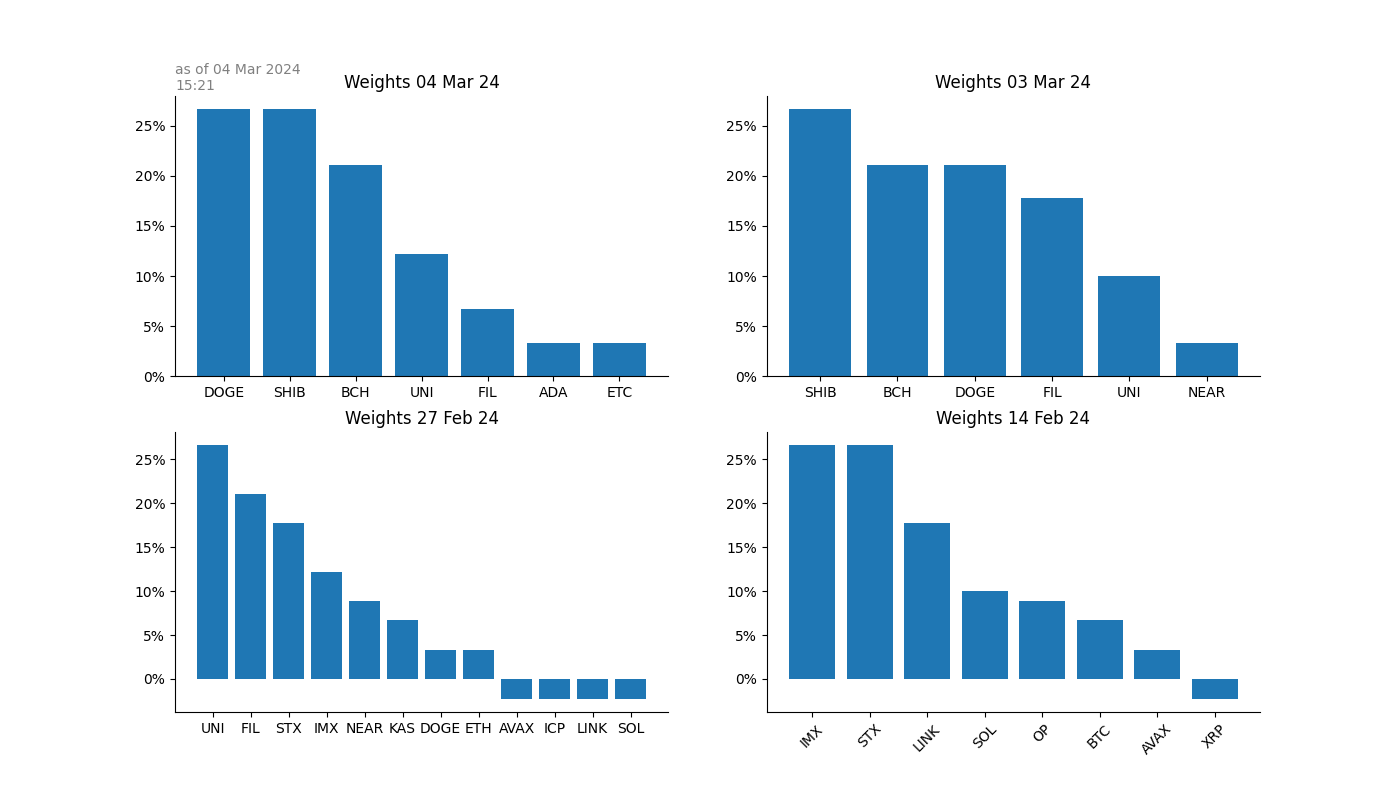 as of 04 Mar 2024
15:21
Weights 04 Mar 24
25%
20%
15%
10%
5%
0%
DOGE SHIB BCH UNI FIL ADA ETC
Weights 03 Mar 24
25%
20%
15%
10%
5%
0%
SHIB BCH DOGE FIL UNI NEAR
Weights 27 Feb 24
25%
20%
15%
10%
5%
0%
UNI FIL STX IMX NEAR KAS DOGE ETH AVAX ICP LINK SOL
Weights 14 Feb 24
25%
20%
15%
10%
5%
0%
IMX STX LINK SOL OP BTC AVAX XRP